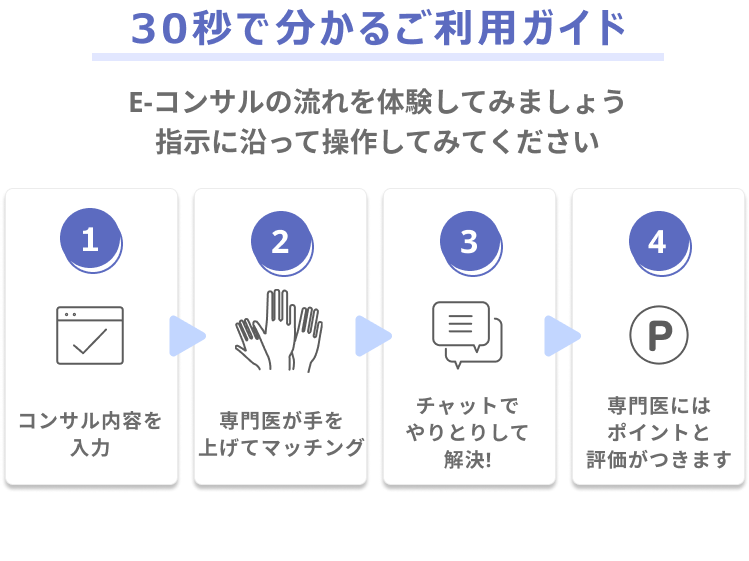 30秒で分かるご利用ガイド
E-コンサルの流れを体験してみましょう
指示に沿って操作してみてください
1
コンサル内容を
入力
2
専門医が手を
上げてマッチング
3
チャットで
やりとりして
解決!
4
P
専門医には
ポイントと
評価がつきます